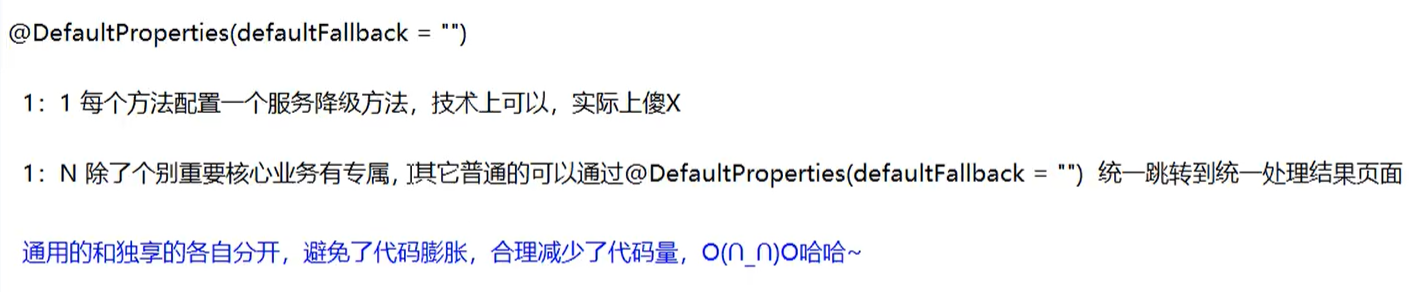 @DefaultProperties(defaultFallback = "")
1：1 每个方法配置一个服务降级方法，技术上可以，实际上傻X
1：N 除了个别重要核心业务有专属，其它普通的可以通过@DefaultProperties(defaultFallback = "") 统一跳转到统一处理结果页面
通用的和独享的各自分开，避免了代码膨胀，合理减少了代码量，O(∩_∩)O哈哈~